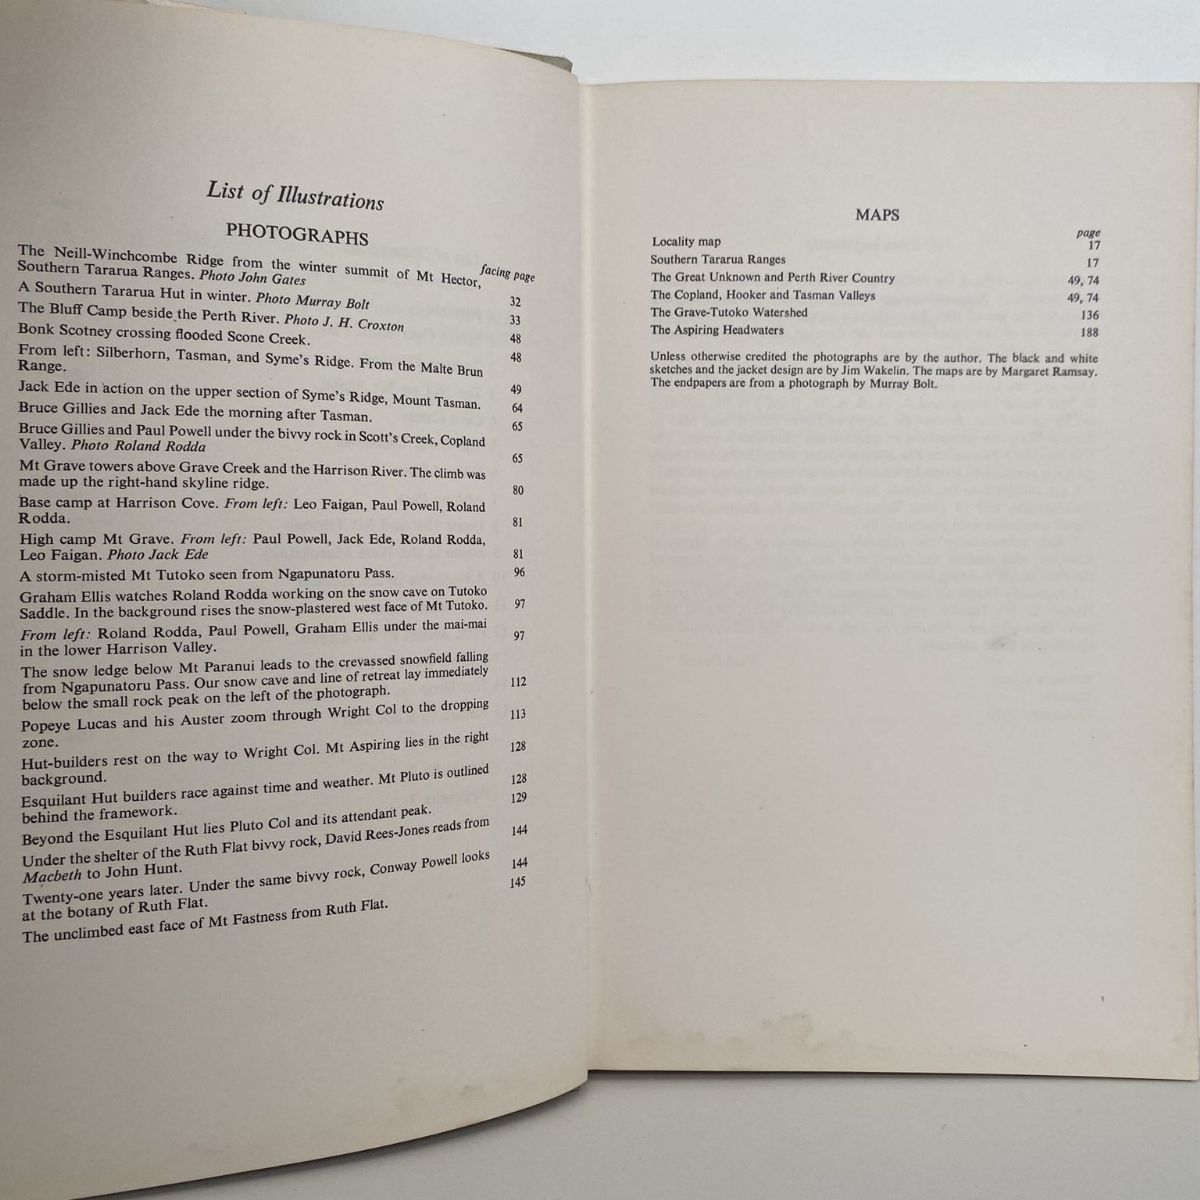 List of Illustrations
PHOTOGRAPHS
facing page
The Neill-Winchcombe Ridge from the winter summit of Mt Hector,
Southern Tararua Ranges. Photo John Gates 32
A Southern Tararua Hut in winter. Photo Murray Bolt 33
The Bluff Camp beside the Perth River. Photo J. H. Croxton 48
Bonk Scotney crossing flooded Scone Creek. 48
From left: Silberhorn, Tasman, and Syme's Ridge. From the Malte Brun
Range. 49
Jack Ede in action on the upper section of Syme's Ridge, Mount Tasman. 64
Bruce Gillies and Jack Ede the morning after Tasman. 65
Bruce Gillies and Paul Powell under the bivvy rock in Scott's Creek, Copland
Valley. Photo Roland Rodda 65
Mt Grave towers above Grave Creek and the Harrison River. The climb was
made up the right-hand skyline ridge. 80
Base camp at Harrison Cove. From left: Leo Faigan, Paul Powell, Roland
Rodda. 81
High camp Mt Grave. From left: Paul Powell, Jack Ede, Roland Rodda,
Leo Faigan. Photo Jack Ede 81
A storm-misted Mt Tutoko seen from Ngapunatoru Pass. 96
Graham Ellis watches Roland Rodda working on the snow cave on Tutoko
Saddle. In the background rises the snow-plastered west face of Mt Tutoko. 97
From left: Roland Rodda, Paul Powell, Graham Ellis under the mai-mai
in the lower Harrison Valley. 97
The snow ledge below Mt Paranui leads to the crevassed snowfield falling
from Ngapunatoru Pass. Our snow cave and line of retreat lay immediately
below the small rock peak on the left of the photograph. 112
Popeye Lucas and his Auster zoom through Wright Col to the dropping
zone. 113
Hut-builders rest on the way to Wright Col. Mt Aspiring lies in the right
background. 128
Esquilant Hut builders race against time and weather. Mt Pluto is outlined
behind the framework. 128
Beyond the Esquilant Hut lies Pluto Col and its attendant peak. 129
Under the shelter of the Ruth Flat bivvy rock, David Rees-Jones reads from
Macbeth to John Hunt. 144
Twenty-one years later. Under the same bivvy rock, Conway Powell looks
at the botany of Ruth Flat. 144
The unclimbed east face of Mt Fastness from Ruth Flat. 145
MAPS
page
Locality map 17
Southern Tararua Ranges 17
The Great Unknown and Perth River Country 49, 74
The Copland, Hooker and Tasman Valleys 49, 74
The Grave-Tutoko Watershed 136
The Aspiring Headwaters 188
Unless otherwise credited the photographs are by the author. The black and white
sketches and the jacket design are by Jim Wakelin. The maps are by Margaret Ramsay.
The endpapers are from a photograph by Murray Bolt.